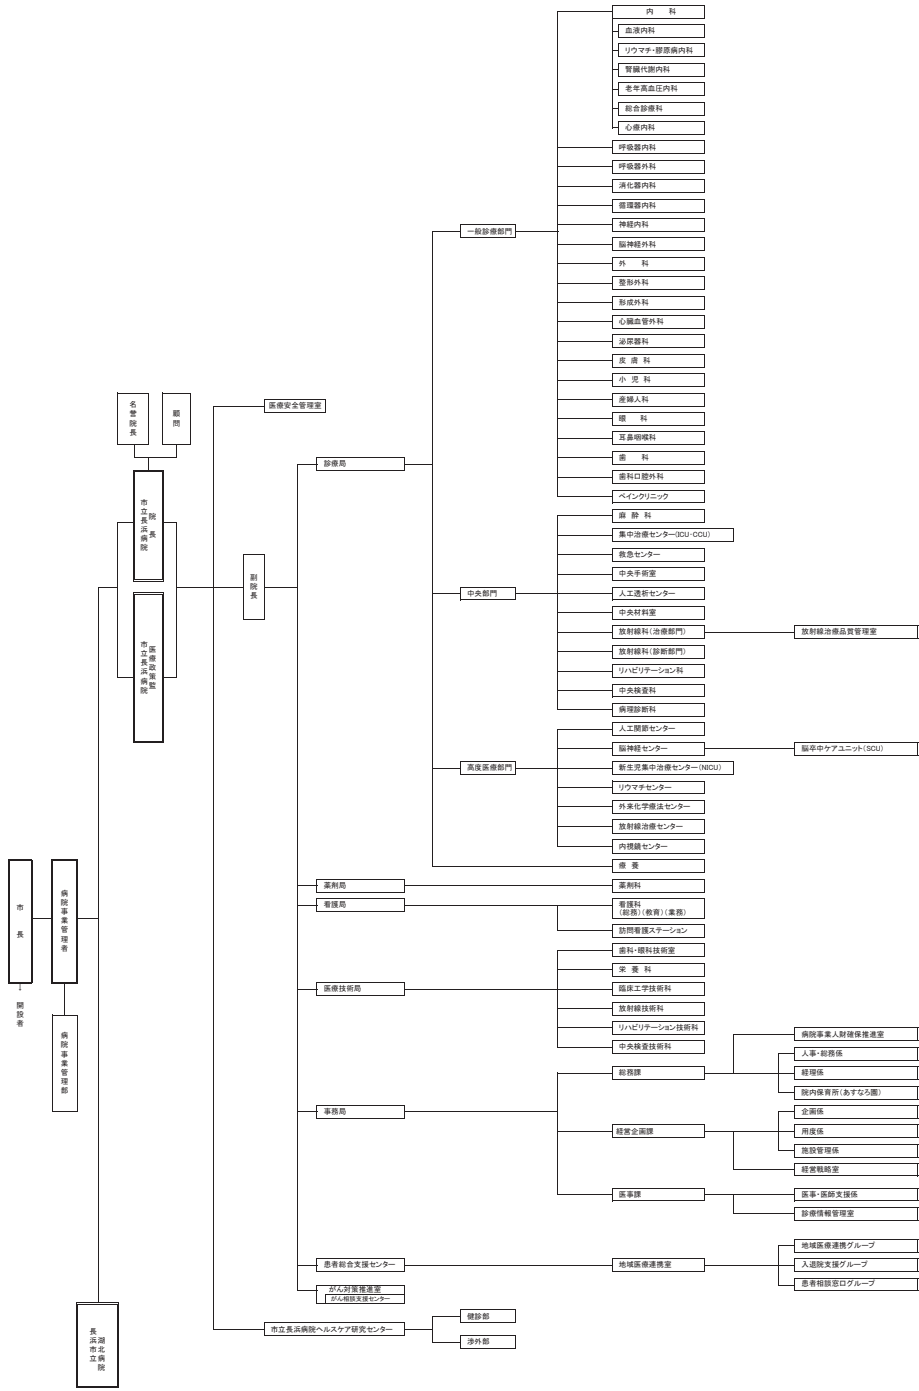 市　長
↓
開設者
病院事業管理者
病院事業管理部
名誉院長
顧問
市立長浜病院
院長
市立長浜病院
医療政策監
長浜市立
湖北病院
副院長
医療安全管理室
診療局
一般診療部門
内　科
血液内科
リウマチ・膠原病内科
腎臓代謝内科
老年高血圧内科
総合診療科
心療内科
呼吸器内科
呼吸器外科
消化器内科
循環器内科
神経内科
脳神経外科
外　科
整形外科
形成外科
心臓血管外科
泌尿器科
皮 膚 科
小 児 科
産婦人科
眼　科
耳鼻咽喉科
歯　科
歯科口腔外科
ペインクリニック
中央部門
麻 酔 科
集中治療センター(ICU・CCU)
救急センター
中央手術室
人工透析センター
中央材料室
放射線科(治療部門)
放射線治療品質管理室
放射線科(診断部門)
リハビリテーション科
中央検査科
病理診断科
高度医療部門
人工関節センター
脳神経センター
脳卒中ケアユニット(SCU)
新生児集中治療センター(NICU)
リウマチセンター
外来化学療法センター
放射線治療センター
内視鏡センター
療 養
薬剤局
薬剤科
看護局
看護科
(総務)(教育)(業務)
訪問看護ステーション
医療技術局
歯科・眼科技術室
栄 養 科
臨床工学技術科
放射線技術科
リハビリテーション技術科
中央検査技術科
事務局
総務課
病院事業人財確保推進室
人事・総務係
経理係
院内保育所(あすなろ園)
経営企画課
企画係
用度係
施設管理係
経営戦略室
医事課
医事・医師支援係
診療情報管理室
患者総合支援センター
地域医療連携室
地域医療連携グループ
入退院支援グループ
患者相談窓口グループ
がん対策推進室
がん相談支援センター
市立長浜病院ヘルスケア研究センター
健診部
渉外部